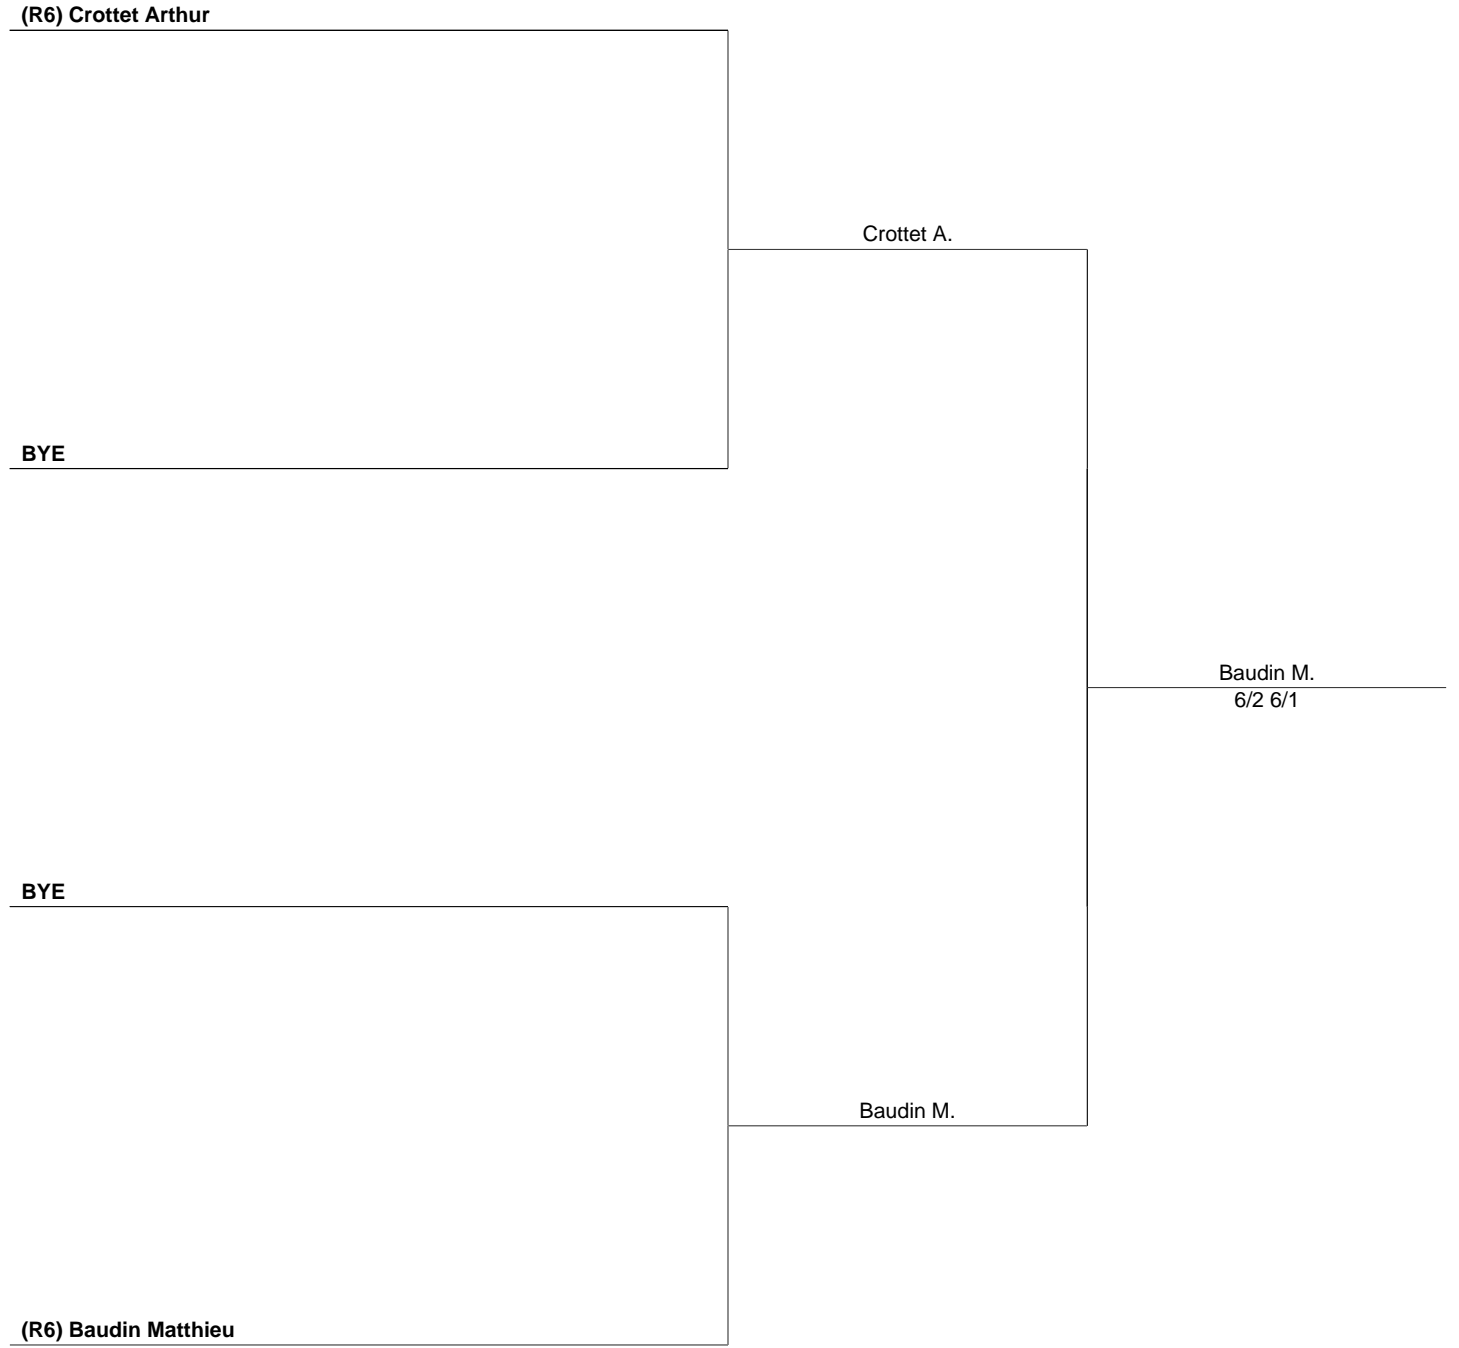 (R6) Crottet Arthur
Crottet A.
BYE
Baudin M.
6/2 6/1
BYE
Baudin M.
(R6) Baudin Matthieu